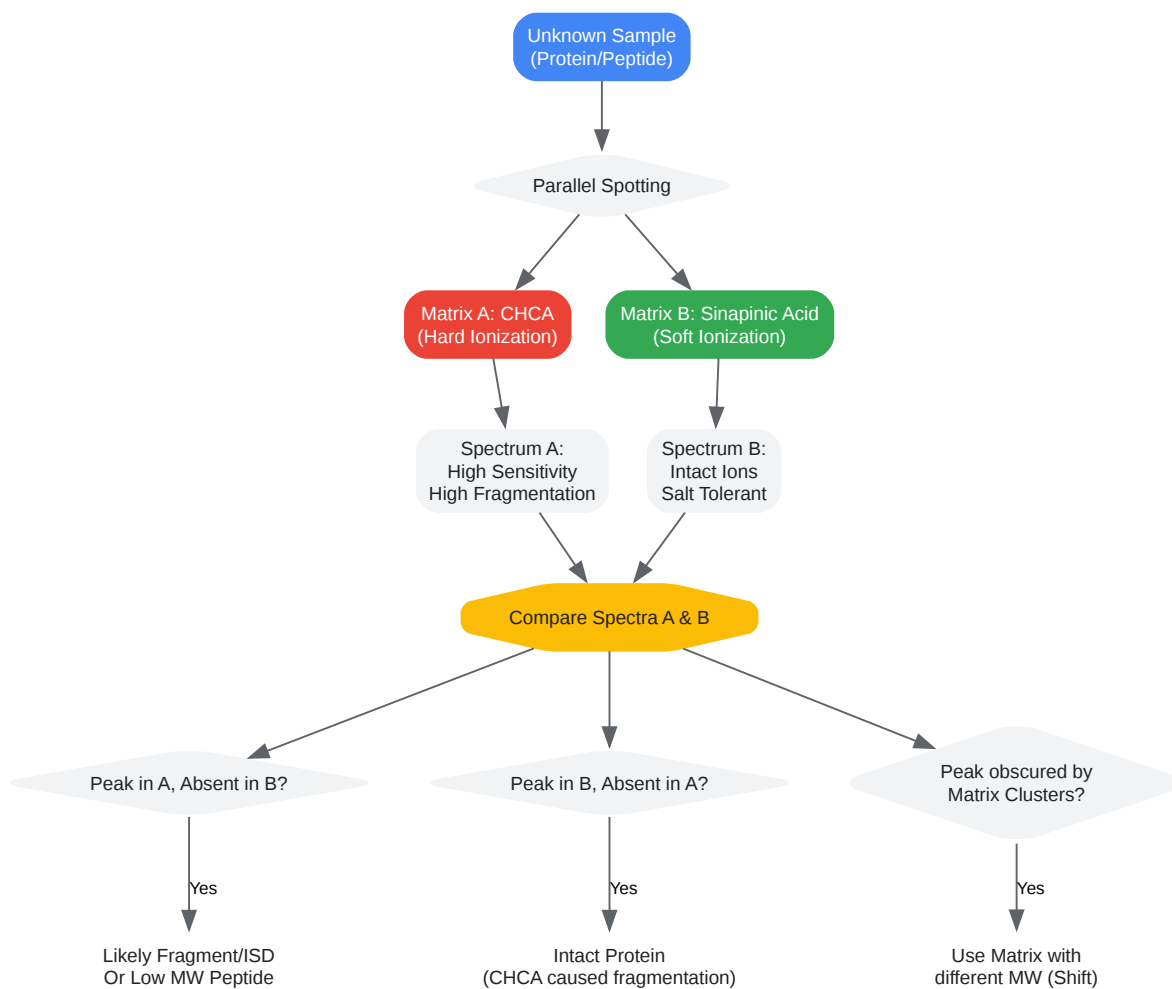 Unknown Sample
(Protein/Peptide)
Parallel Spotting
Matrix A: CHCA
(Hard Ionization)
Matrix B: Sinapinic Acid
(Soft Ionization)
Spectrum A:
High Sensitivity
High Fragmentation
Spectrum B:
Intact Ions
Salt Tolerant
Compare Spectra A & B
Peak in A, Absent in B?
Peak in B, Absent in A?
Peak obscured by
Matrix Clusters?
Yes
Yes
Yes
Likely Fragment/ISD
Or Low MW Peptide
Intact Protein
(CHCA caused fragmentation)
Use Matrix with
different MW (Shift)